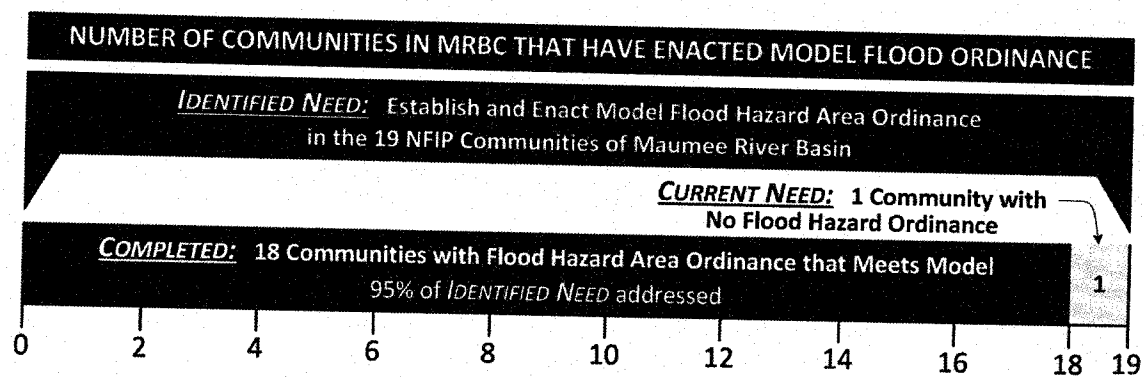 NUMBER OF COMMUNITIES IN MRBC THAT HAVE ENACTED MODEL FLOOD ORDINANCE
IDENTIFIED NEED: Establish and Enact Model Flood Hazard Area Ordinance
in the 19 NFIP Communities of Maumee River Basin
CURRENT NEED: 1 Community with
No Flood Hazard Ordinance
COMPLETED: 18 Communities with Flood Hazard Area Ordinance that Meets Model
95% of IDENTIFIED NEED addressed
1
0 2 4 6 8 10 12 14 16 18 19